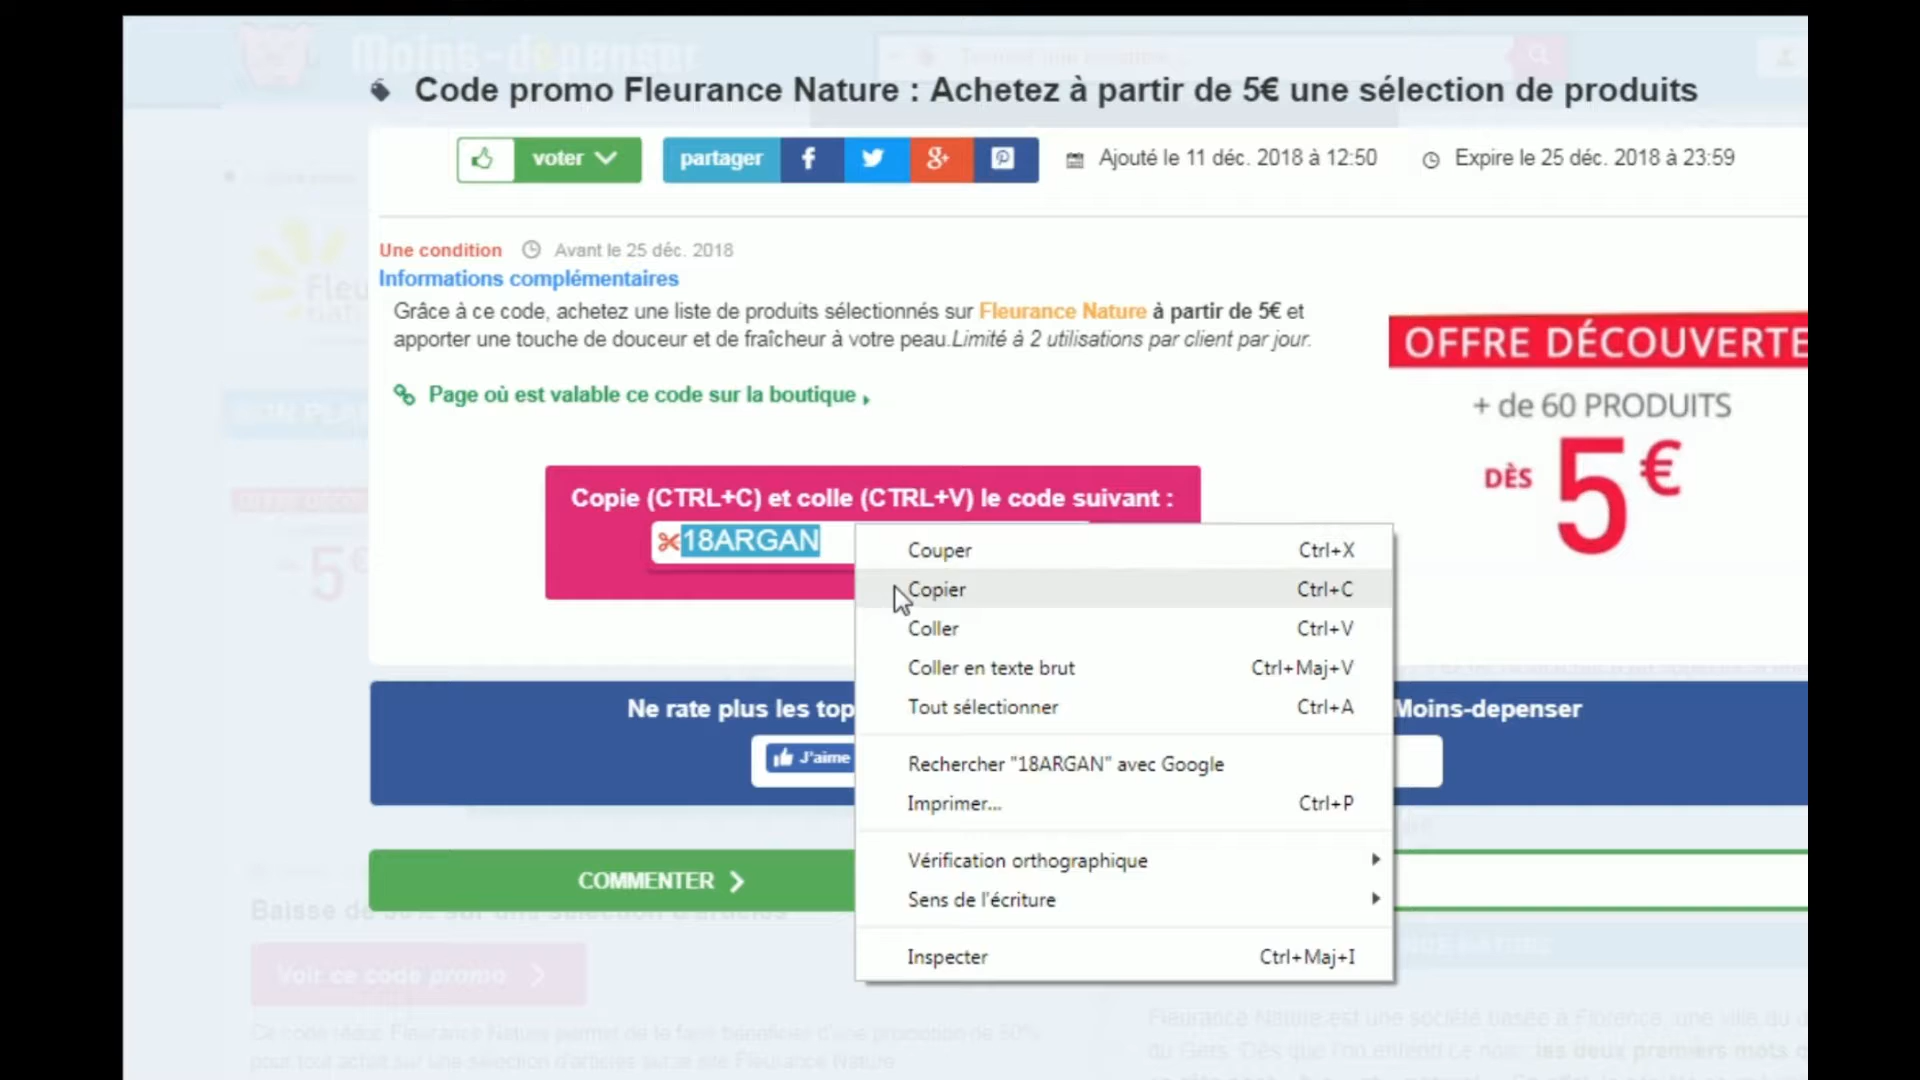 Moins-depenser
Code promo Fleurance Nature : Achetez à partir de 5€ une sélection de produits
voter
partager
Ajouté le 11 déc. 2018 à 12:50
Expire le 25 déc. 2018 à 23:59
Une condition
Avant le 25 déc. 2018
Informations complémentaires
Grâce à ce code, achetez une liste de produits sélectionnés sur Fleurance Nature à partir de 5€ et
apporter une touche de douceur et de fraîcheur à votre peau.Limité à 2 utilisations par client par jour.
Page où est valable ce code sur la boutique
OFFRE DÉCOUVERTE
+ de 60 PRODUITS
DÈS 5€
Copie (CTRL+C) et colle (CTRL+V) le code suivant :
18ARGAN
Couper Ctrl+X
Copier Ctrl+C
Coller Ctrl+V
Coller en texte brut Ctrl+Maj+V
Tout sélectionner Ctrl+A
Rechercher "18ARGAN" avec Google
Imprimer... Ctrl+P
Vérification orthographique
Sens de l'écriture
Inspecter Ctrl+Maj+I
Ne rate plus les top
Moins-depenser
J'aime
COMMENTER
Voir ce code promo